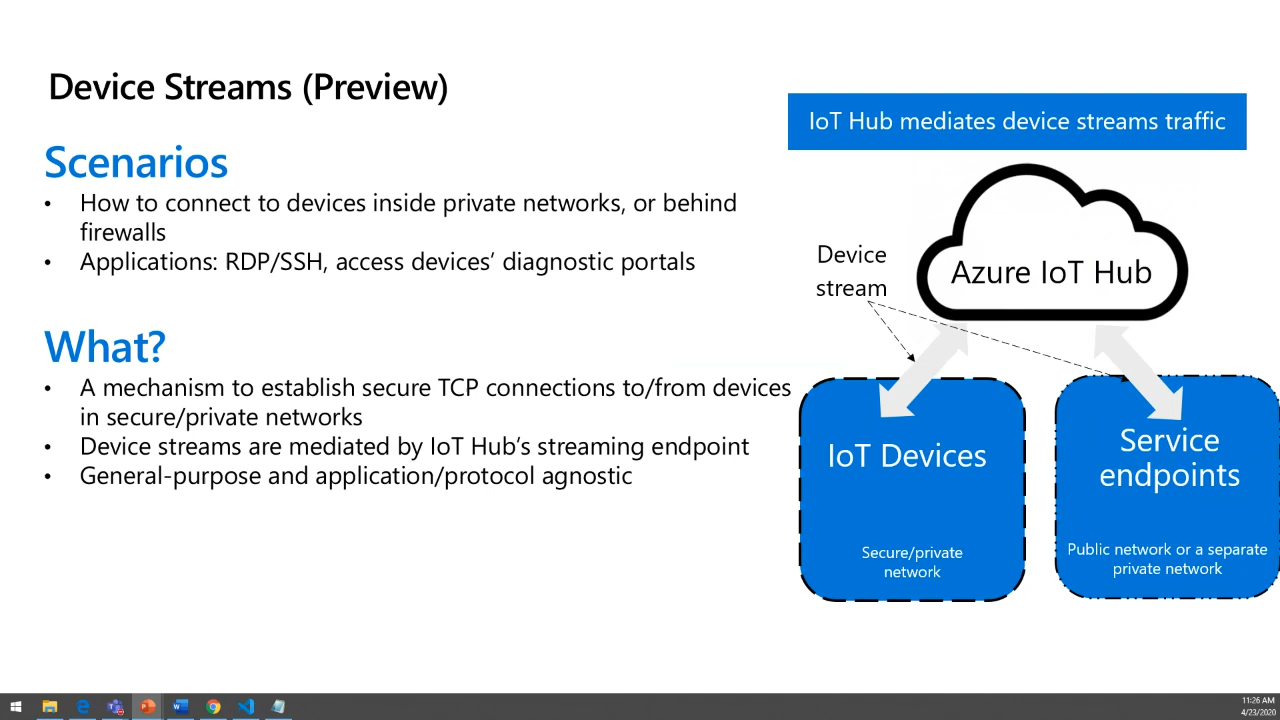 Device Streams (Preview)
Scenarios
• How to connect to devices inside private networks, or behind
firewalls
• Applications: RDP/SSH, access devices’ diagnostic portals
What?
• A mechanism to establish secure TCP connections to/from devices
in secure/private networks
• Device streams are mediated by IoT Hub’s streaming endpoint
• General-purpose and application/protocol agnostic
IoT Hub mediates device streams traffic
Device
stream
Azure IoT Hub
IoT Devices
Secure/private
network
Service
endpoints
Public network or a separate
private network
11:26 AM
4/23/2020